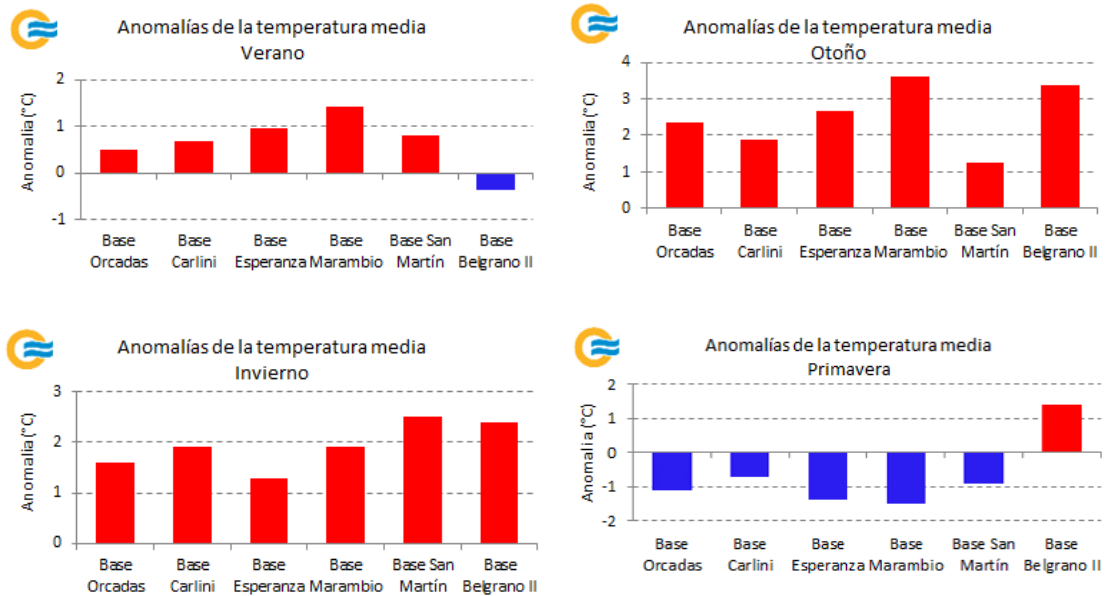 Anomalías de la temperatura media
Verano
Anomalía (°C)
2
1
0
-1
Base Orcadas
Base Carlini
Base Esperanza
Base Marambio
Base San Martín
Base Belgrano II
Anomalías de la temperatura media
Otoño
Anomalía (°C)
4
3
2
1
0
Base Orcadas
Base Carlini
Base Esperanza
Base Marambio
Base San Martín
Base Belgrano II
Anomalías de la temperatura media
Invierno
Anomalía (°C)
3
2
1
0
Base Orcadas
Base Carlini
Base Esperanza
Base Marambio
Base San Martín
Base Belgrano II
Anomalías de la temperatura media
Primavera
Anomalía (°C)
2
1
0
-1
-2
Base Orcadas
Base Carlini
Base Esperanza
Base Marambio
Base San Martín
Base Belgrano II